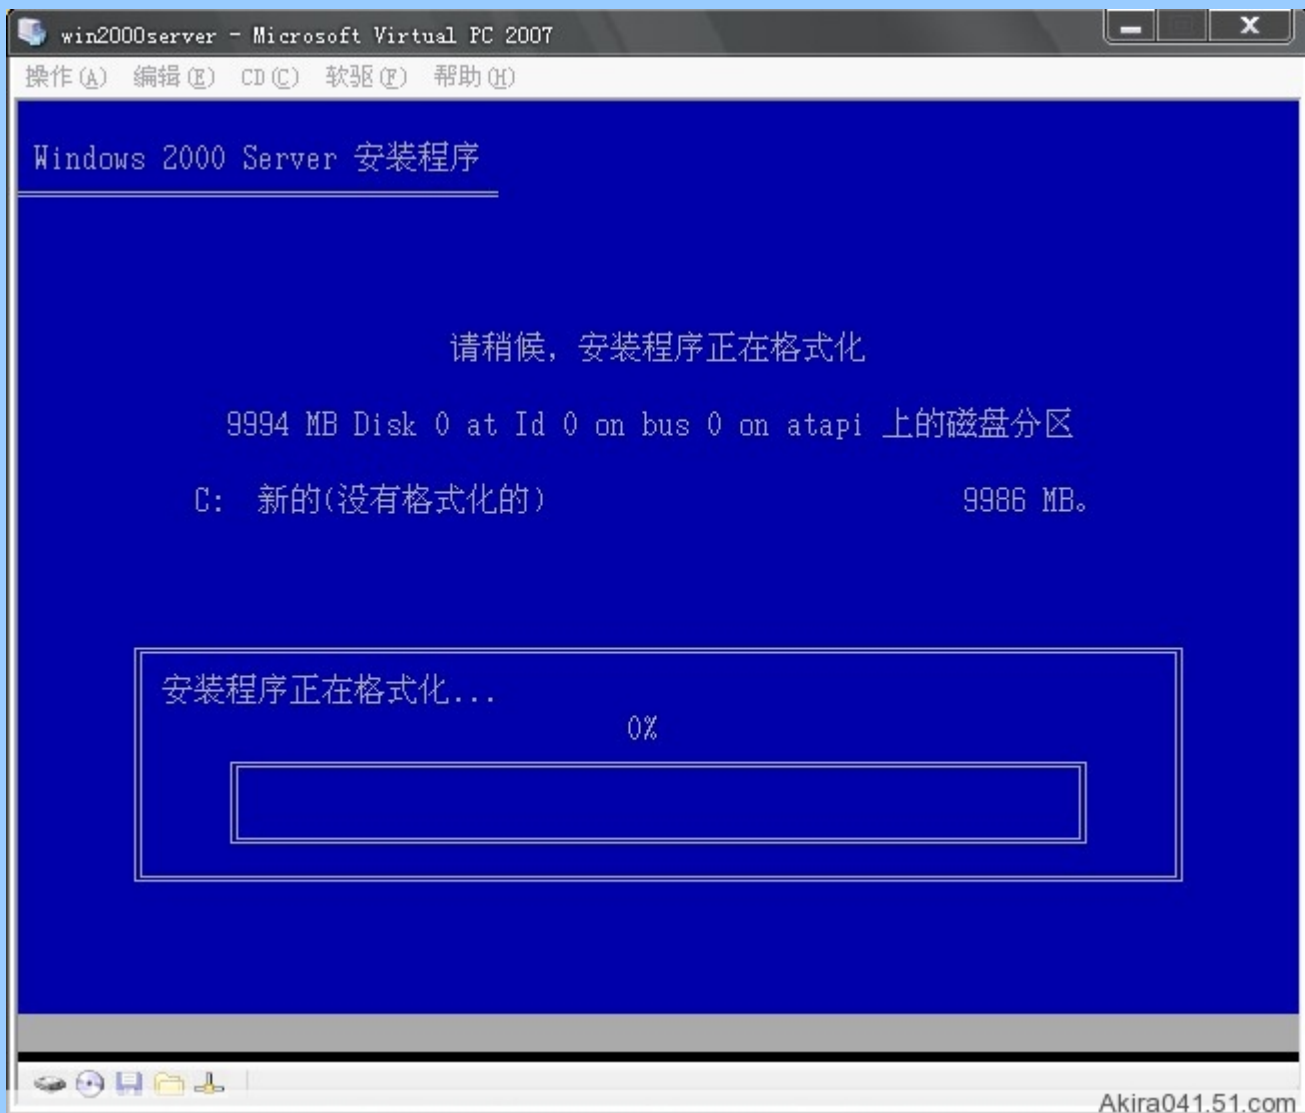 win2000server - Microsoft Virtual PC 2007
操作(A) 编辑(E) CD(C) 软驱(F) 帮助(H)
Windows 2000 Server 安装程序
请稍候，安装程序正在格式化
9994 MB Disk 0 at Id 0 on bus 0 on atapi 上的磁盘分区
C: 新的(没有格式化的) 9986 MB。
安装程序正在格式化...
0%
Akira041.51.com